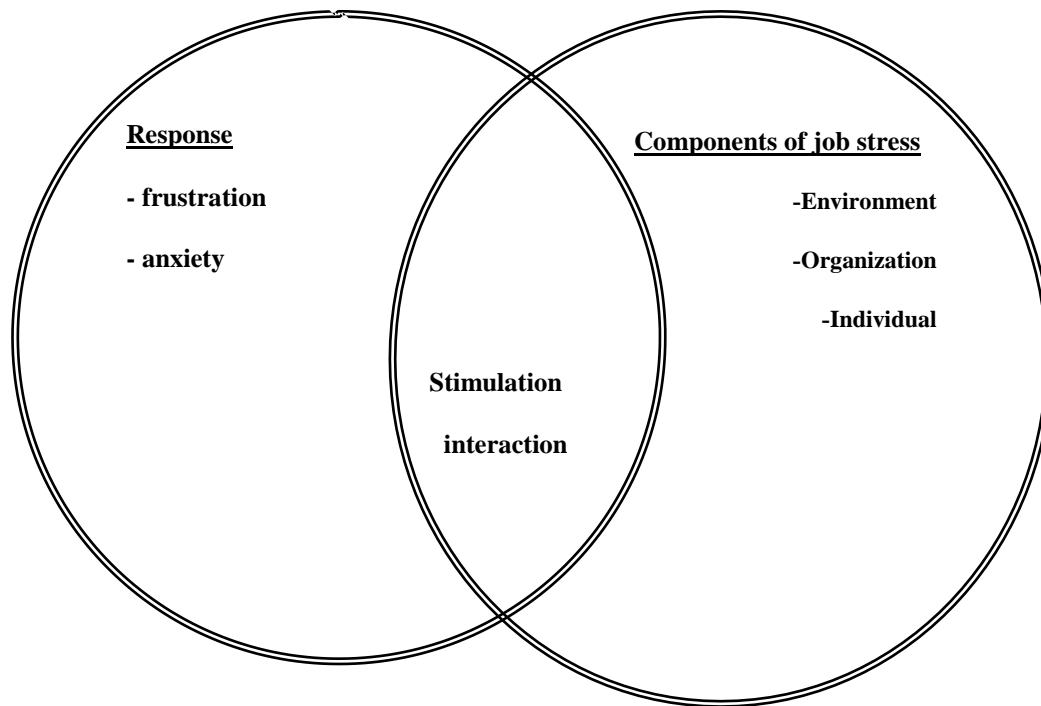 Response
- frustration
- anxiety
Stimulation
interaction
Components of job stress
-Environment
-Organization
-Individual